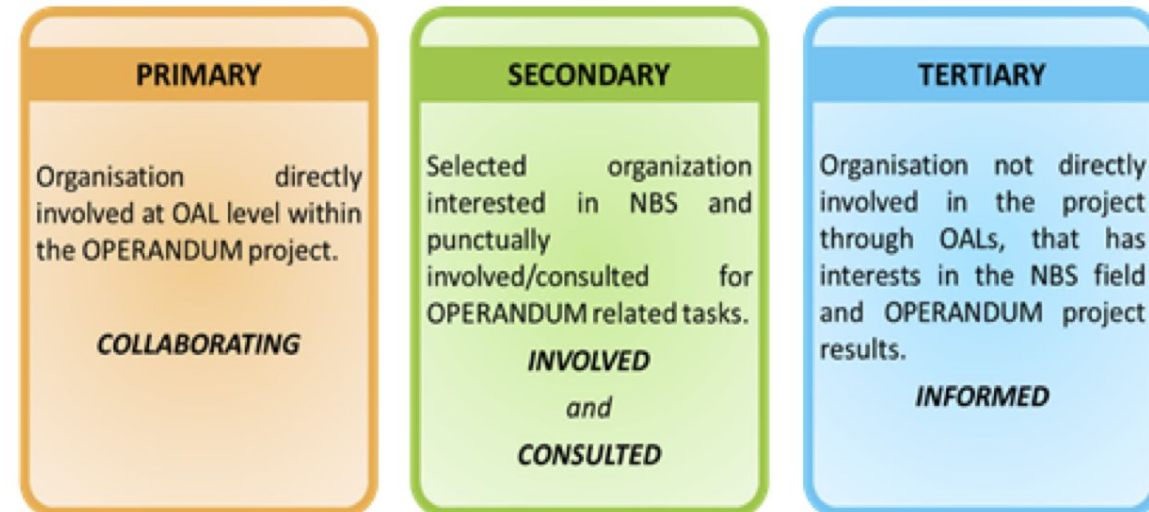 PRIMARY
Organisation directly
involved at OAL level within
the OPERANDUM project.
COLLABORATING
SECONDARY
Selected organization
interested in NBS and
punctually
involved/consulted for
OPERANDUM related tasks.
INVOLVED
and
CONSULTED
TERTIARY
Organisation not directly
involved in the project
through OALs, that has
interests in the NBS field
and OPERANDUM project
results.
INFORMED